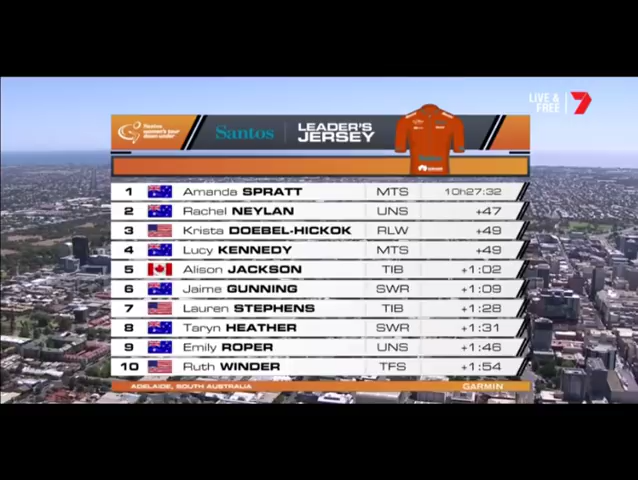 LIVE &
FREE
7
women's tour
down under
Santos
LEADER'S
JERSEY
1 Amanda SPRATT MTS 10h27:32
2 Rachel NEYLAN UNS +47
3 Krista DOEBEL-HICKOK RLW +49
4 Lucy KENNEDY MTS +49
5 Alison JACKSON TIB +1:02
6 Jaime GUNNING SWR +1:09
7 Lauren STEPHENS TIB +1:28
8 Taryn HEATHER SWR +1:31
9 Emily ROPER UNS +1:46
10 Ruth WINDER TFS +1:54
ADELAIDE, SOUTH AUSTRALIA
GARMIN